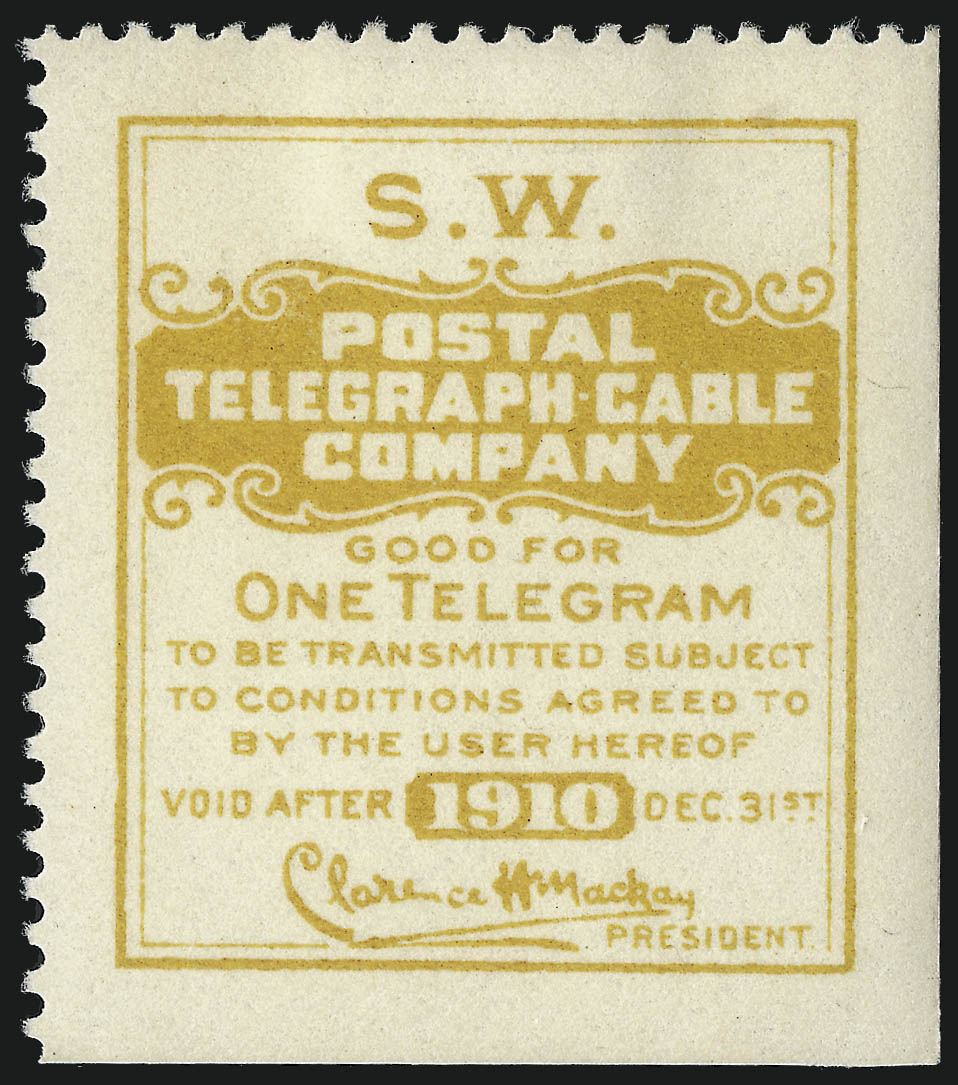 S.W.
POSTAL
TELEGRAPH-CABLE
COMPANY
GOOD FOR
ONE TELEGRAM
TO BE TRANSMITTED SUBJECT
TO CONDITIONS AGREED TO
BY THE USER HEREOF
VOID AFTER 1910 DEC. 31ST
Clarence H Mackay
PRESIDENT.